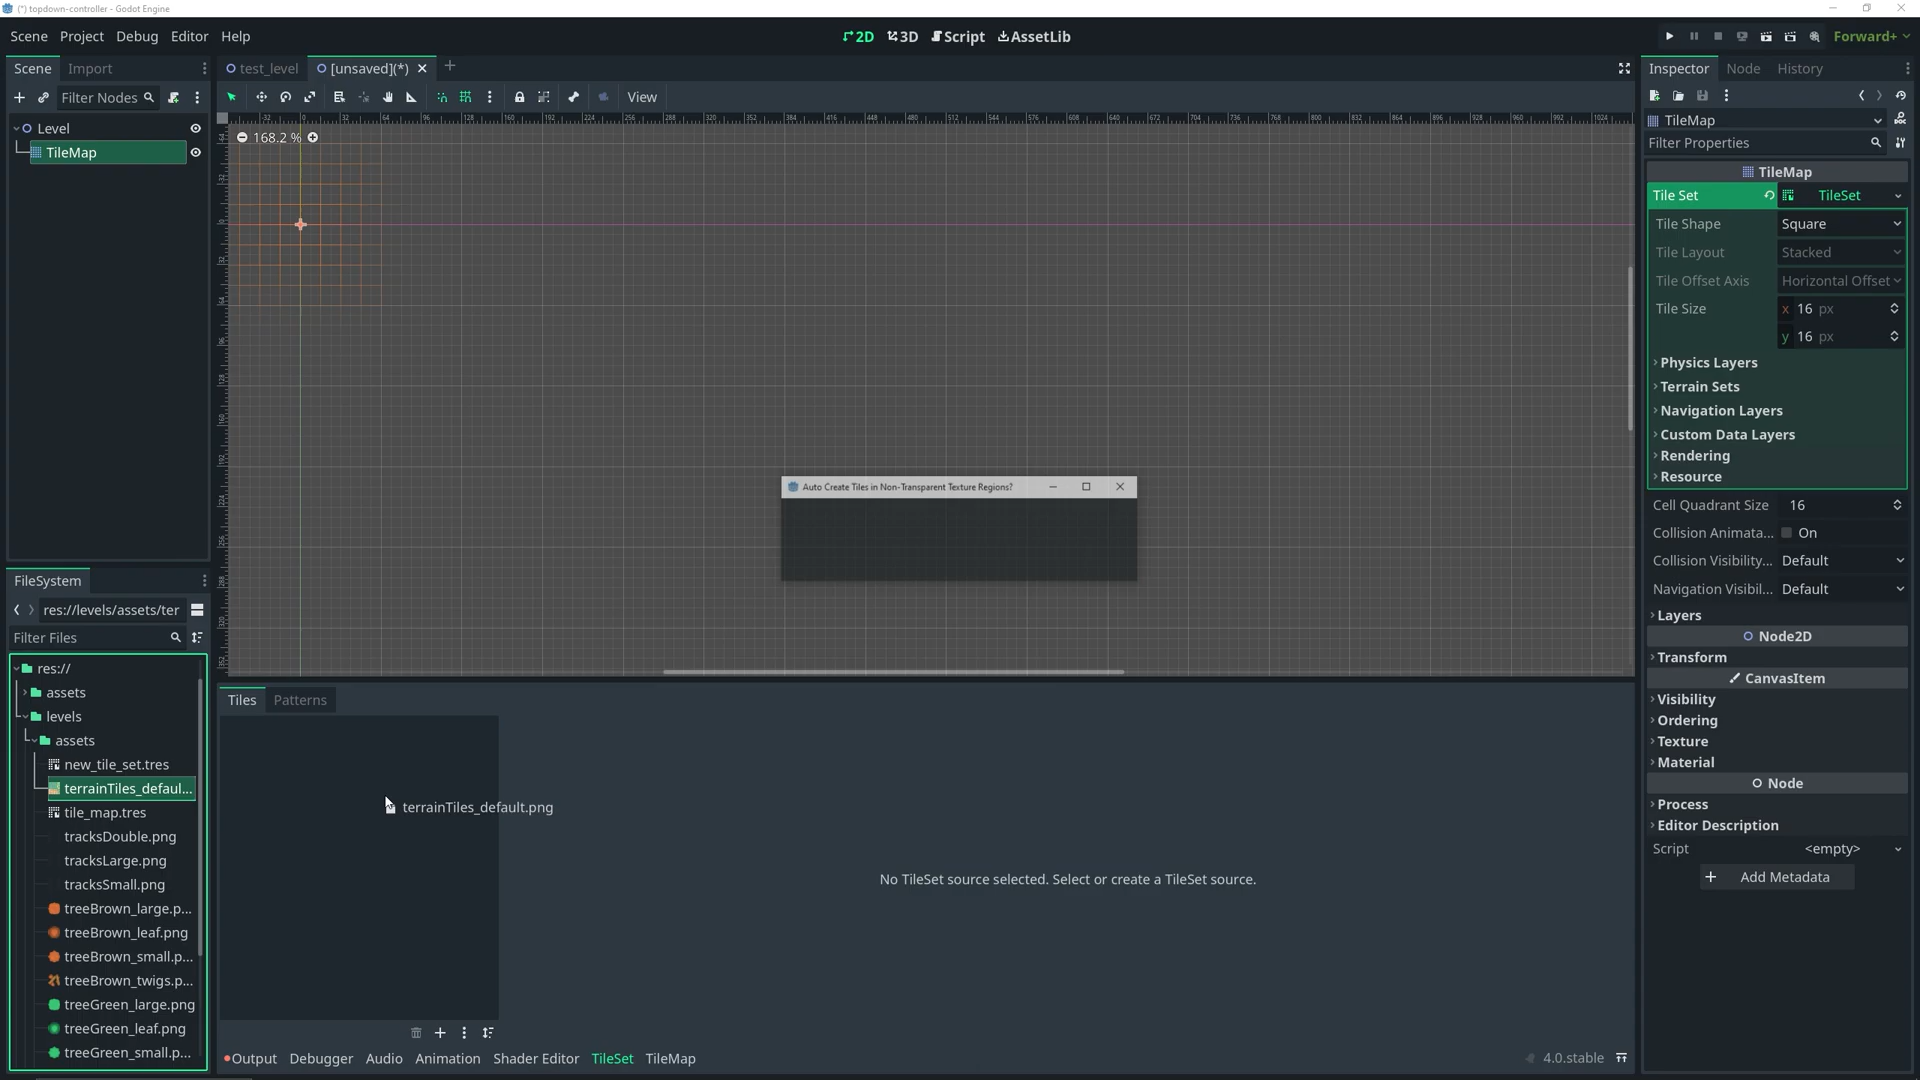 (*) topdown-controller - Godot Engine
Scene Project Debug Editor Help
2D 3D Script AssetLib
Forward+
Scene Import
test_level [unsaved](*)
Inspector Node History
Filter Nodes
View
TileMap
Filter Properties
Level
TileMap
168.2 %
TileMap
Tile Set TileSet
Tile Shape Square
Tile Layout Stacked
Tile Offset Axis Horizontal Offset
Tile Size x 16 px
y 16 px
Physics Layers
Terrain Sets
Navigation Layers
Custom Data Layers
Rendering
Resource
Cell Quadrant Size 16
Collision Animata... On
Collision Visibility... Default
Navigation Visibil... Default
Layers
Node2D
Transform
CanvasItem
Visibility
Ordering
Texture
Material
Node
Process
Editor Description
Script <empty>
Add Metadata
Auto Create Tiles in Non-Transparent Texture Regions?
FileSystem
res://levels/assets/ter
Filter Files
res://
assets
levels
assets
new_tile_set.tres
terrainTiles_defaul...
tile_map.tres
tracksDouble.png
tracksLarge.png
tracksSmall.png
treeBrown_large.p...
treeBrown_leaf.png
treeBrown_small.p...
treeBrown_twigs.p...
treeGreen_large.png
treeGreen_leaf.png
treeGreen_small.p...
Tiles Patterns
terrainTiles_default.png
No TileSet source selected. Select or create a TileSet source.
Output Debugger Audio Animation Shader Editor TileSet TileMap
4.0.stable